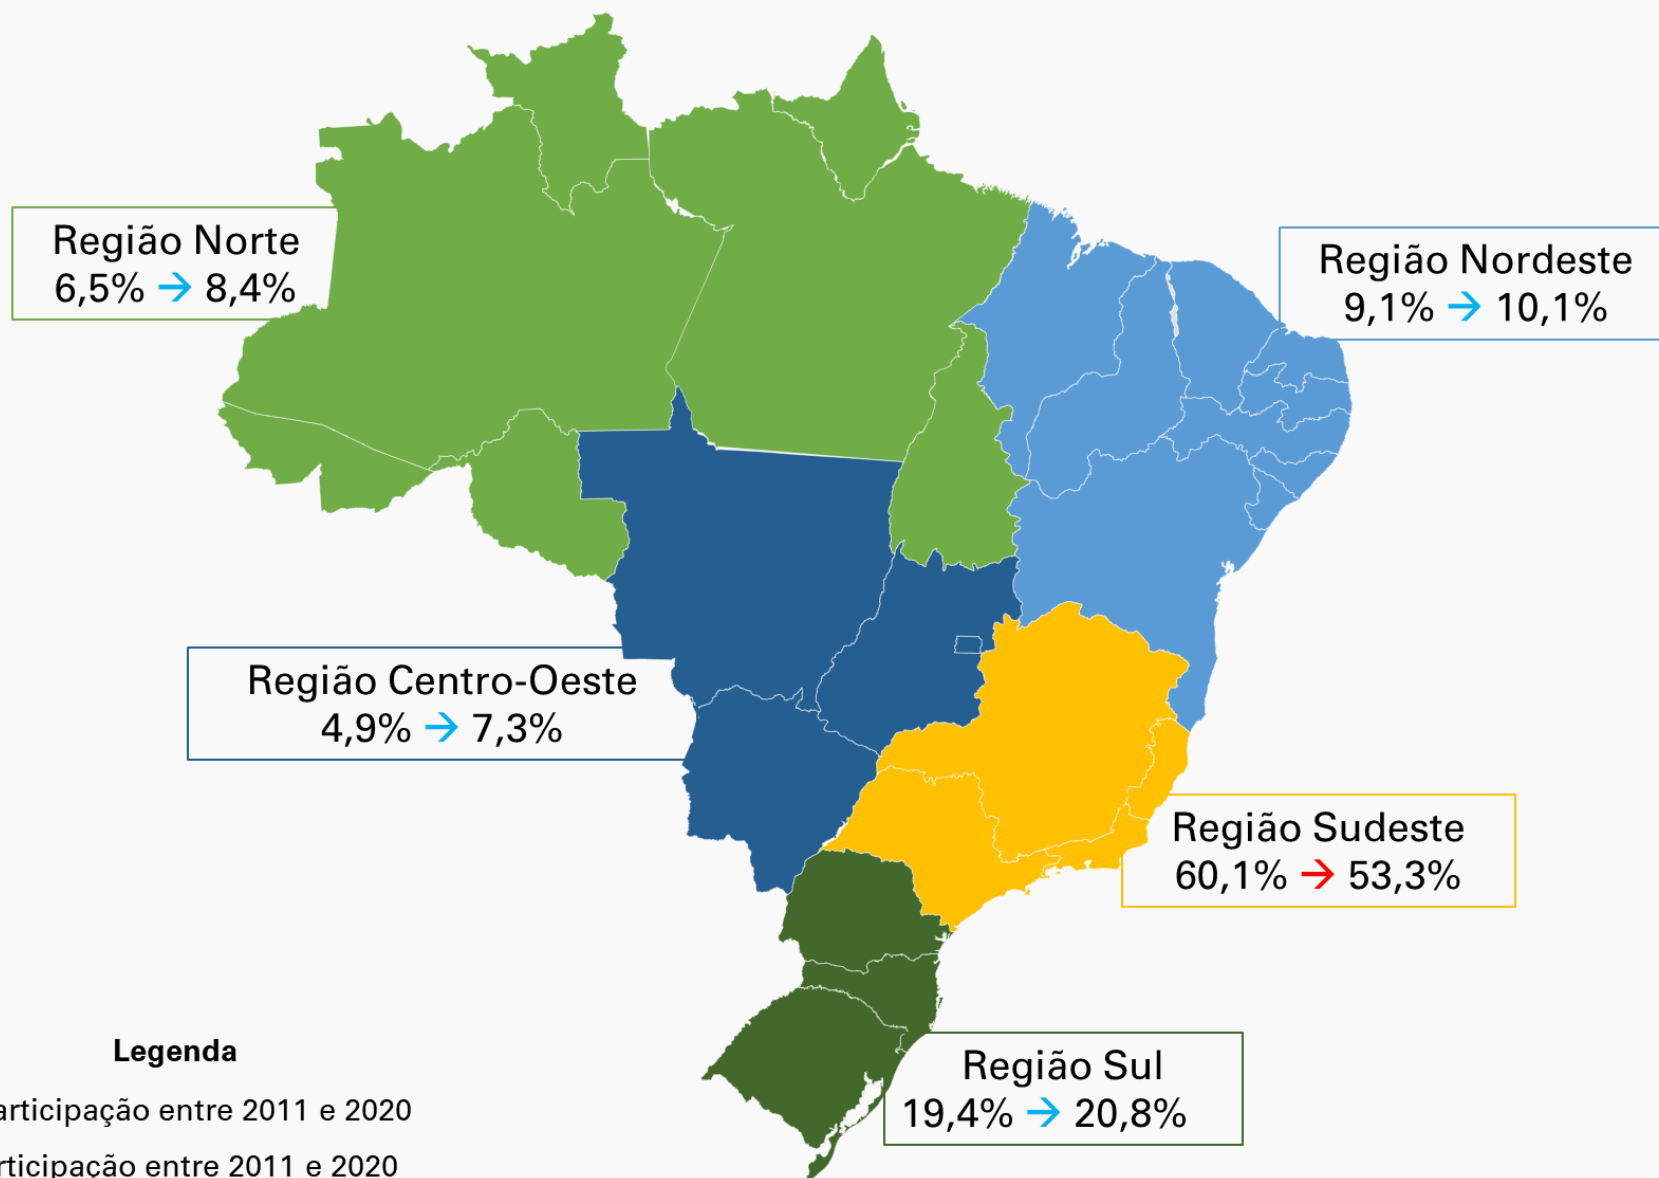 Região Norte
6,5% → 8,4%
Região Nordeste
9,1% → 10,1%
Região Centro-Oeste
4,9% → 7,3%
Região Sudeste
60,1% → 53,3%
Região Sul
19,4% → 20,8%
Legenda
articipação entre 2011 e 2020
rticipação entre 2011 e 2020